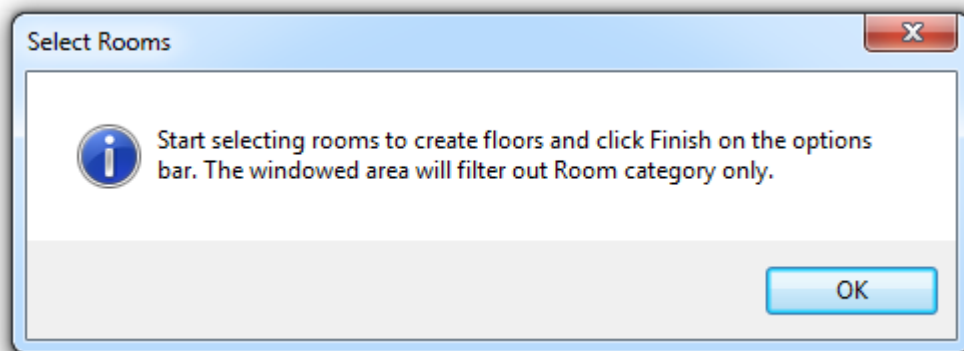 Select Rooms
Start selecting rooms to create floors and click Finish on the options
bar. The windowed area will filter out Room category only.
OK